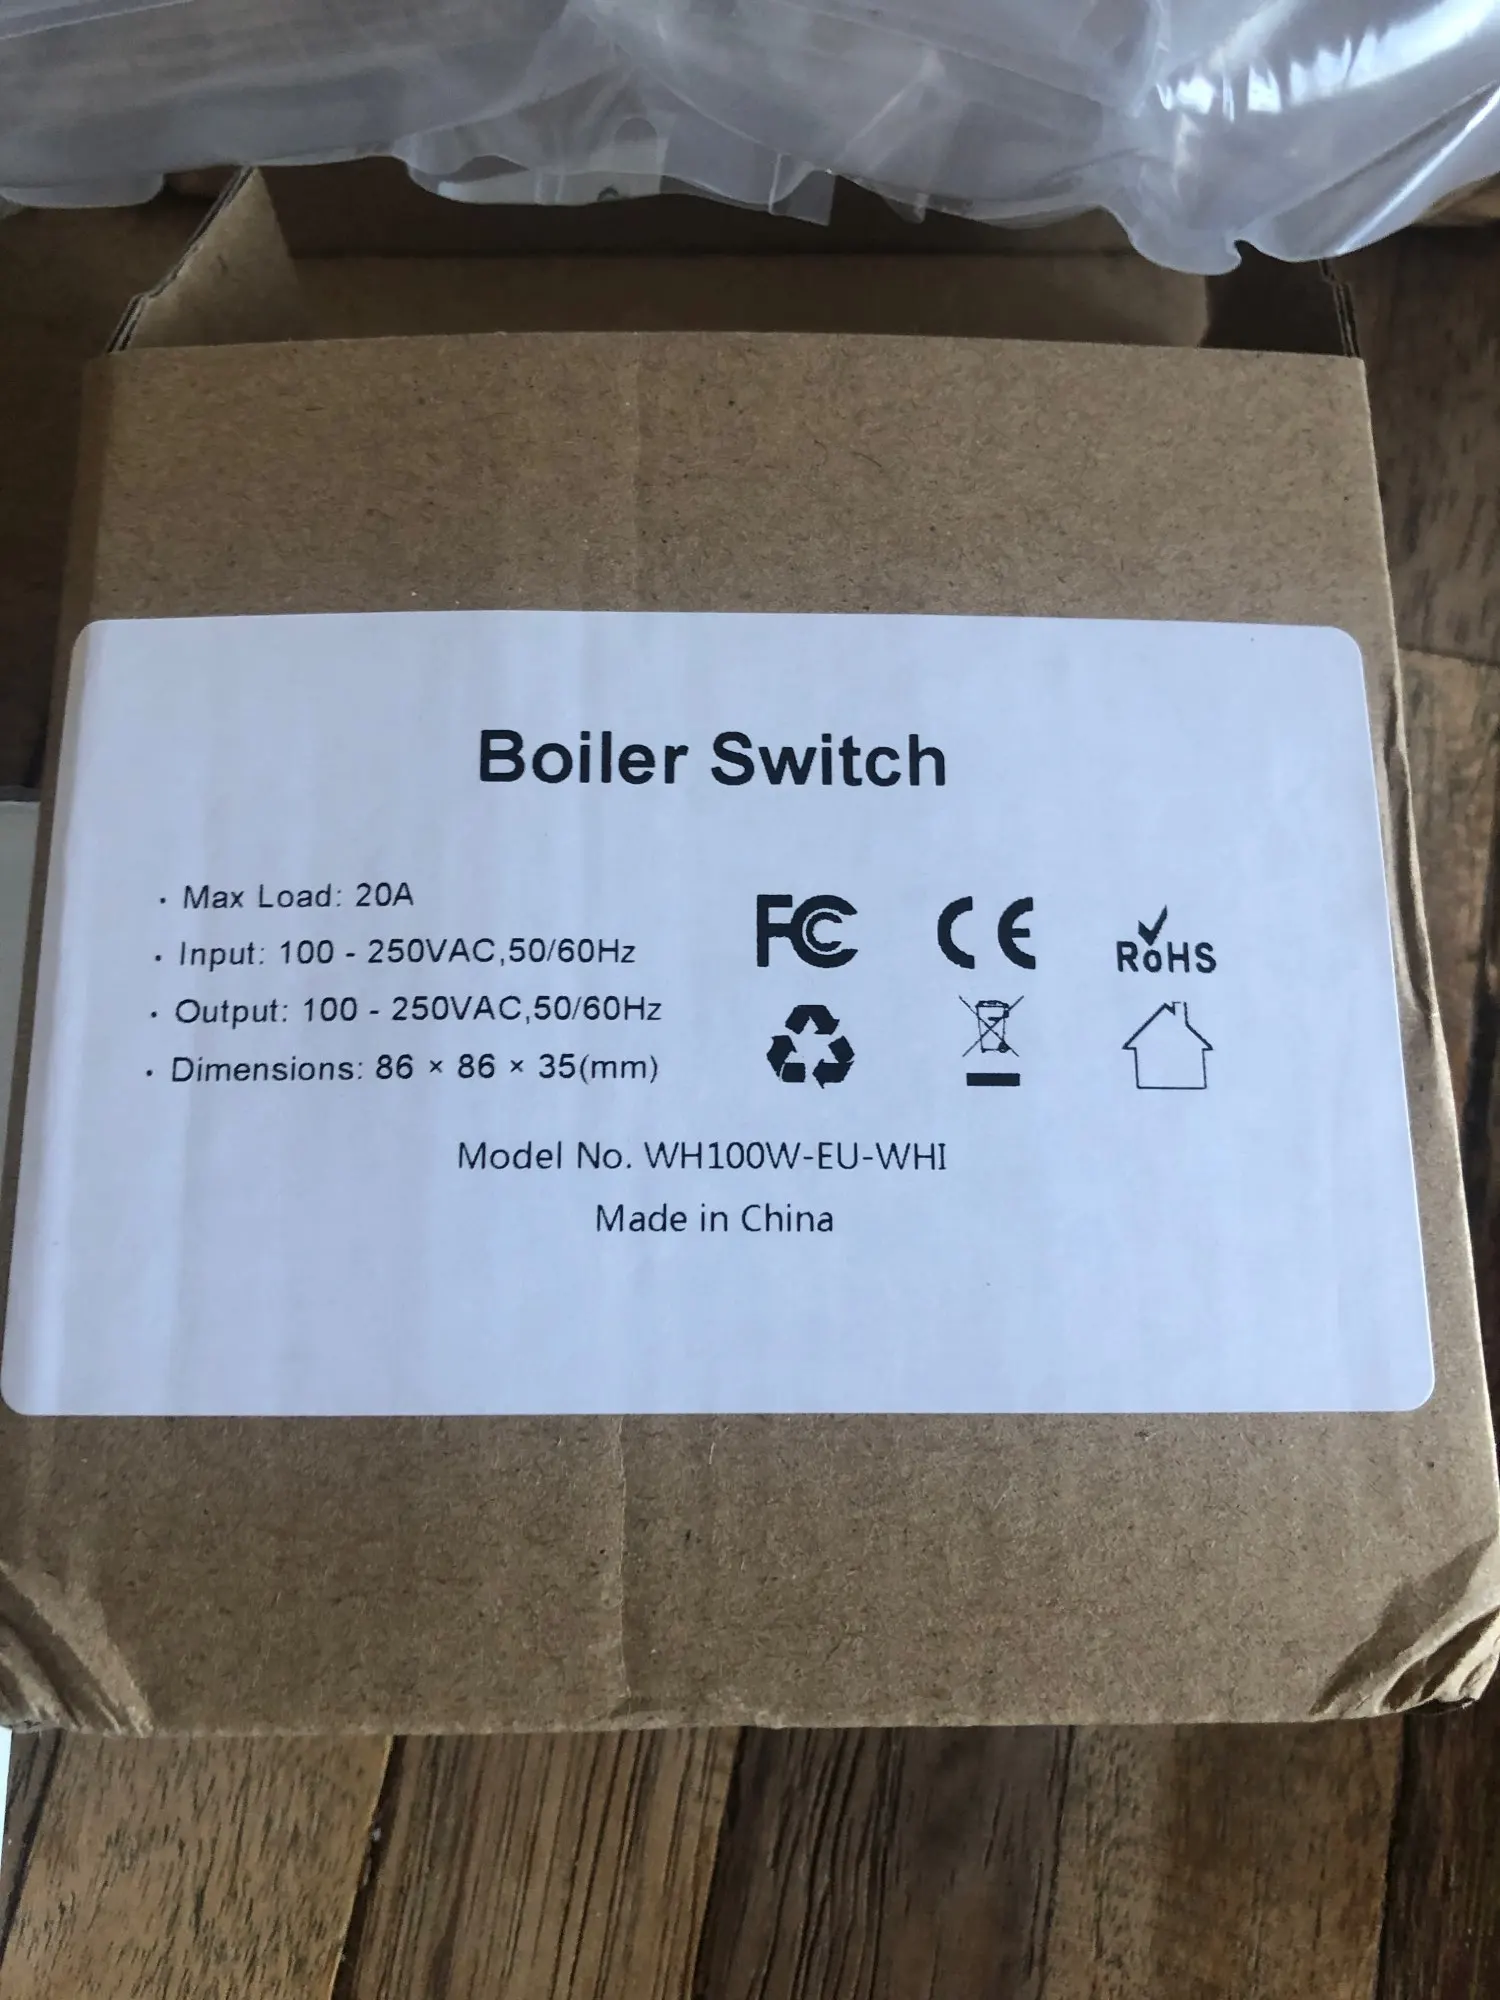 Boiler Switch
· Max Load: 20A
· Input: 100 - 250VAC,50/60Hz
· Output: 100 - 250VAC,50/60Hz
· Dimensions: 86 × 86 × 35(mm)
FC CE RoHS
Model No. WH100W-EU-WHI
Made in China